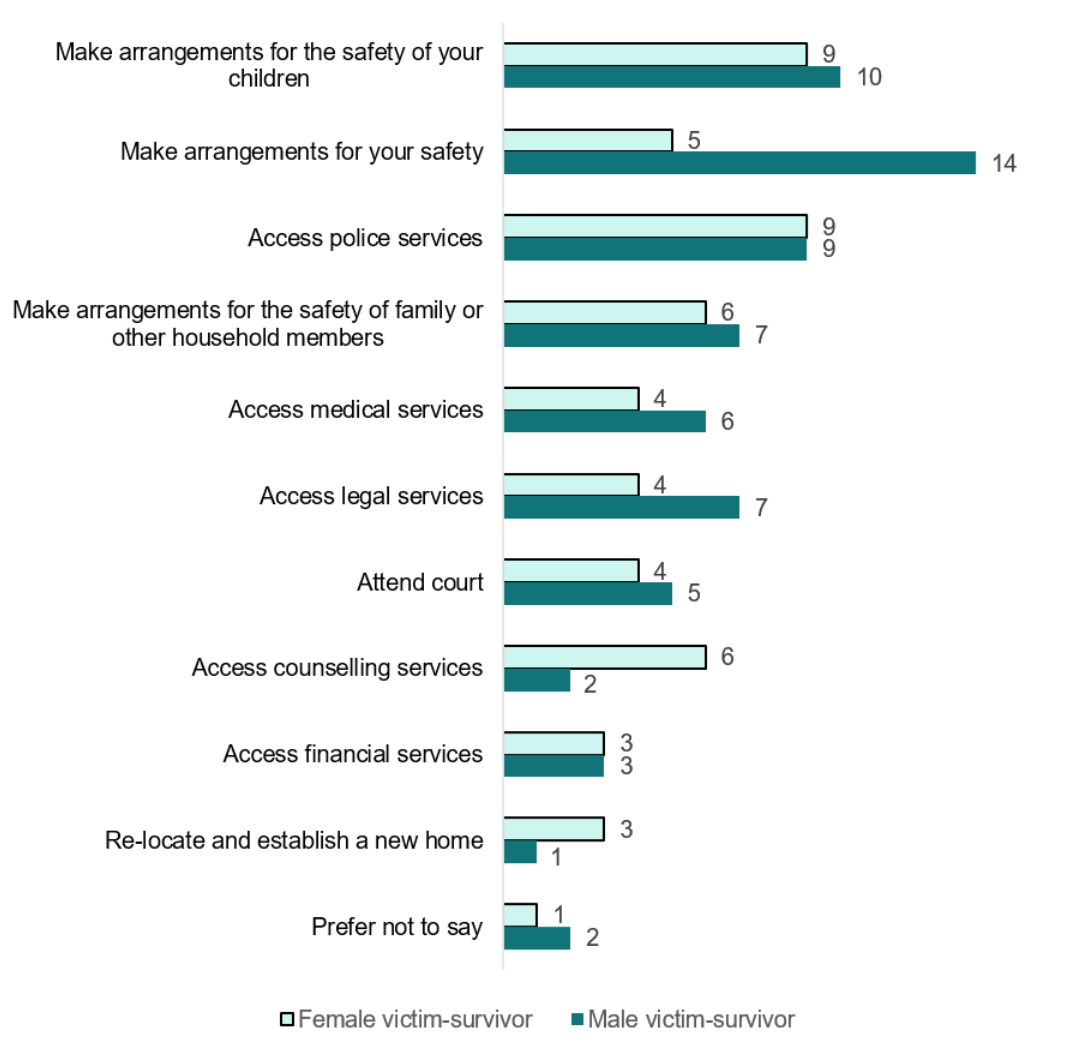 Make arrangements for the safety of your
children
9
10
Make arrangements for your safety
5
14
Access police services
9
9
Make arrangements for the safety of family or
other household members
6
7
Access medical services
4
6
Access legal services
4
7
Attend court
4
5
Access counselling services
6
2
Access financial services
3
3
Re-locate and establish a new home
3
1
Prefer not to say
1
2
Female victim-survivor Male victim-survivor